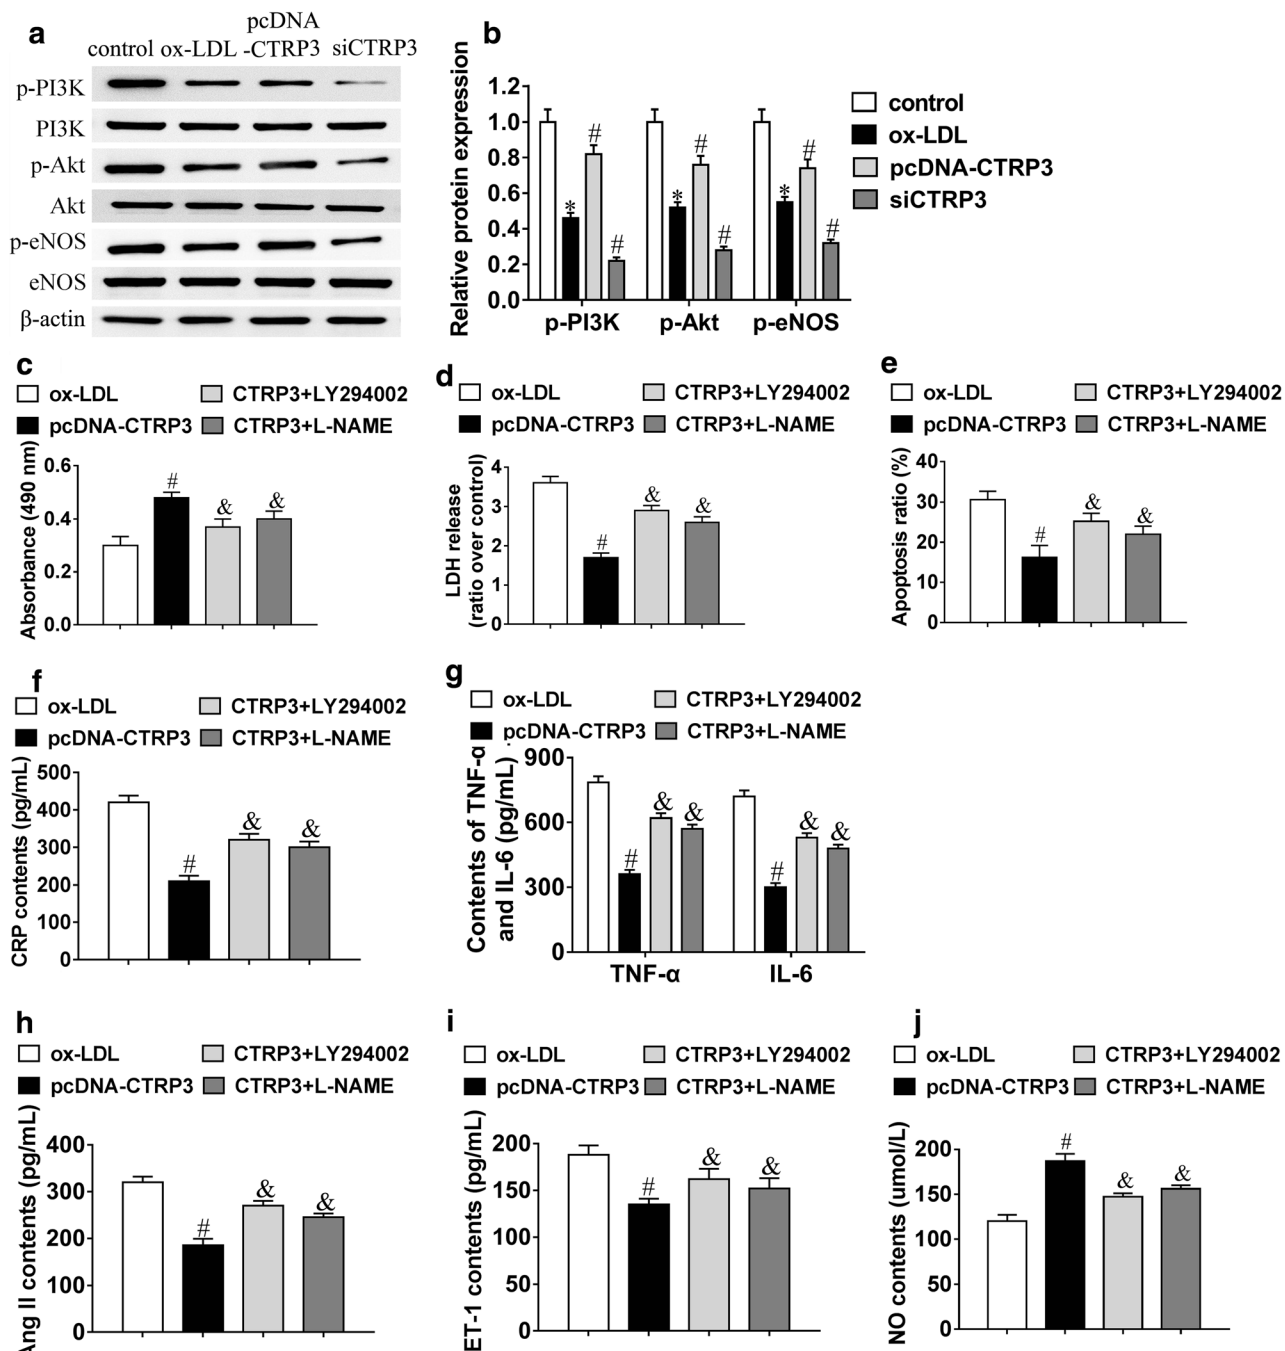 a
control ox-LDL pcDNA -CTRP3 siCTRP3
p-PI3K
PI3K
p-Akt
Akt
p-eNOS
eNOS
β-actin
b
Relative protein expression
1.2
1.0
0.8
0.6
0.4
0.2
0.0
* # #
* # #
* # #
p-PI3K p-Akt p-eNOS
control
ox-LDL
pcDNA-CTRP3
siCTRP3
c
ox-LDL CTRP3+LY294002
pcDNA-CTRP3 CTRP3+L-NAME
Absorbance (490 nm)
0.6
0.4
0.2
0.0
# & &
d
ox-LDL CTRP3+LY294002
pcDNA-CTRP3 CTRP3+L-NAME
LDH release
(ratio over control)
4
3
2
1
0
# & &
e
ox-LDL CTRP3+LY294002
pcDNA-CTRP3 CTRP3+L-NAME
Apoptosis ratio (%)
40
30
20
10
0
# & &
f
ox-LDL CTRP3+LY294002
pcDNA-CTRP3 CTRP3+L-NAME
CRP contents (pg/mL)
500
400
300
200
100
0
# & &
g
ox-LDL CTRP3+LY294002
pcDNA-CTRP3 CTRP3+L-NAME
Contents of TNF-α
and IL-6 (pg/mL)
900
600
300
0
# & &
# & &
TNF-α IL-6
h
ox-LDL CTRP3+LY294002
pcDNA-CTRP3 CTRP3+L-NAME
Ang II contents (pg/mL)
400
300
200
100
0
# & &
i
ox-LDL CTRP3+LY294002
pcDNA-CTRP3 CTRP3+L-NAME
ET-1 contents (pg/mL)
200
150
100
50
0
# & &
j
ox-LDL CTRP3+LY294002
pcDNA-CTRP3 CTRP3+L-NAME
NO contents (umol/L)
200
150
100
50
0
# & &